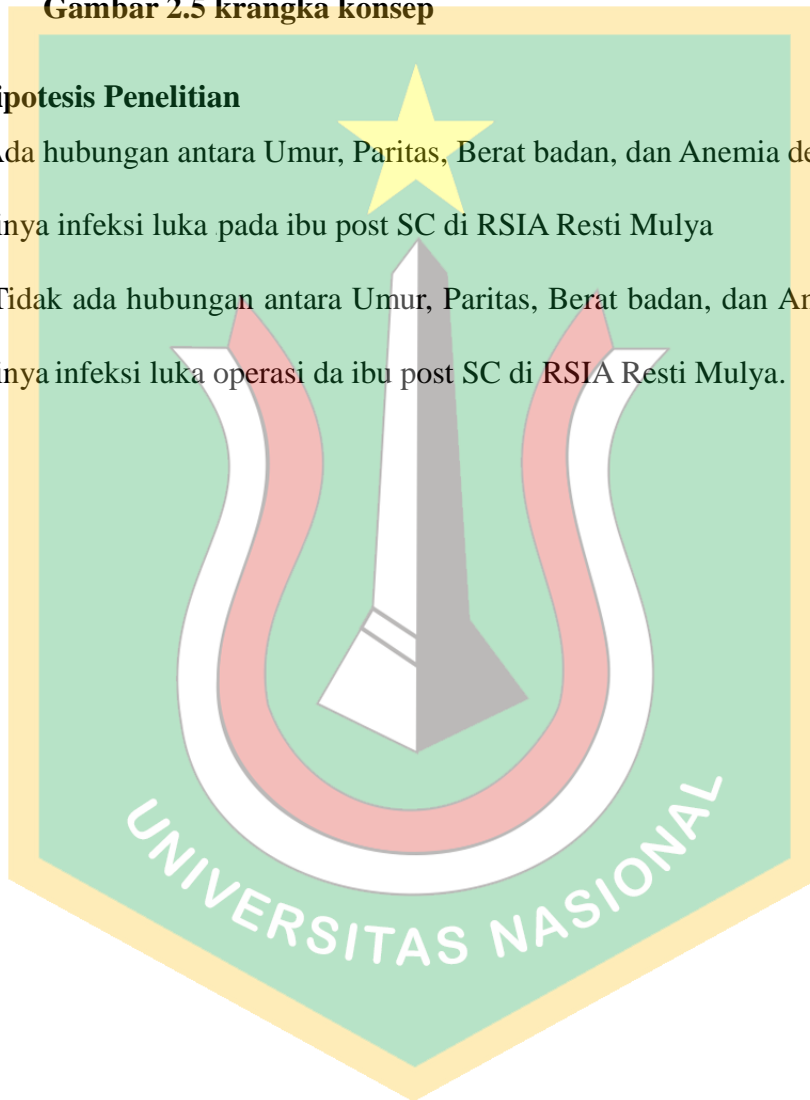 Gambar 2.5 krangka konsep
ipotesis Penelitian
Ada hubungan antara Umur, Paritas, Berat badan, dan Anemia de
inya infeksi luka pada ibu post SC di RSIA Resti Mulya
Tidak ada hubungan antara Umur, Paritas, Berat badan, dan An
inya infeksi luka operasi da ibu post SC di RSIA Resti Mulya.
UNIVERSITAS NASIONAL